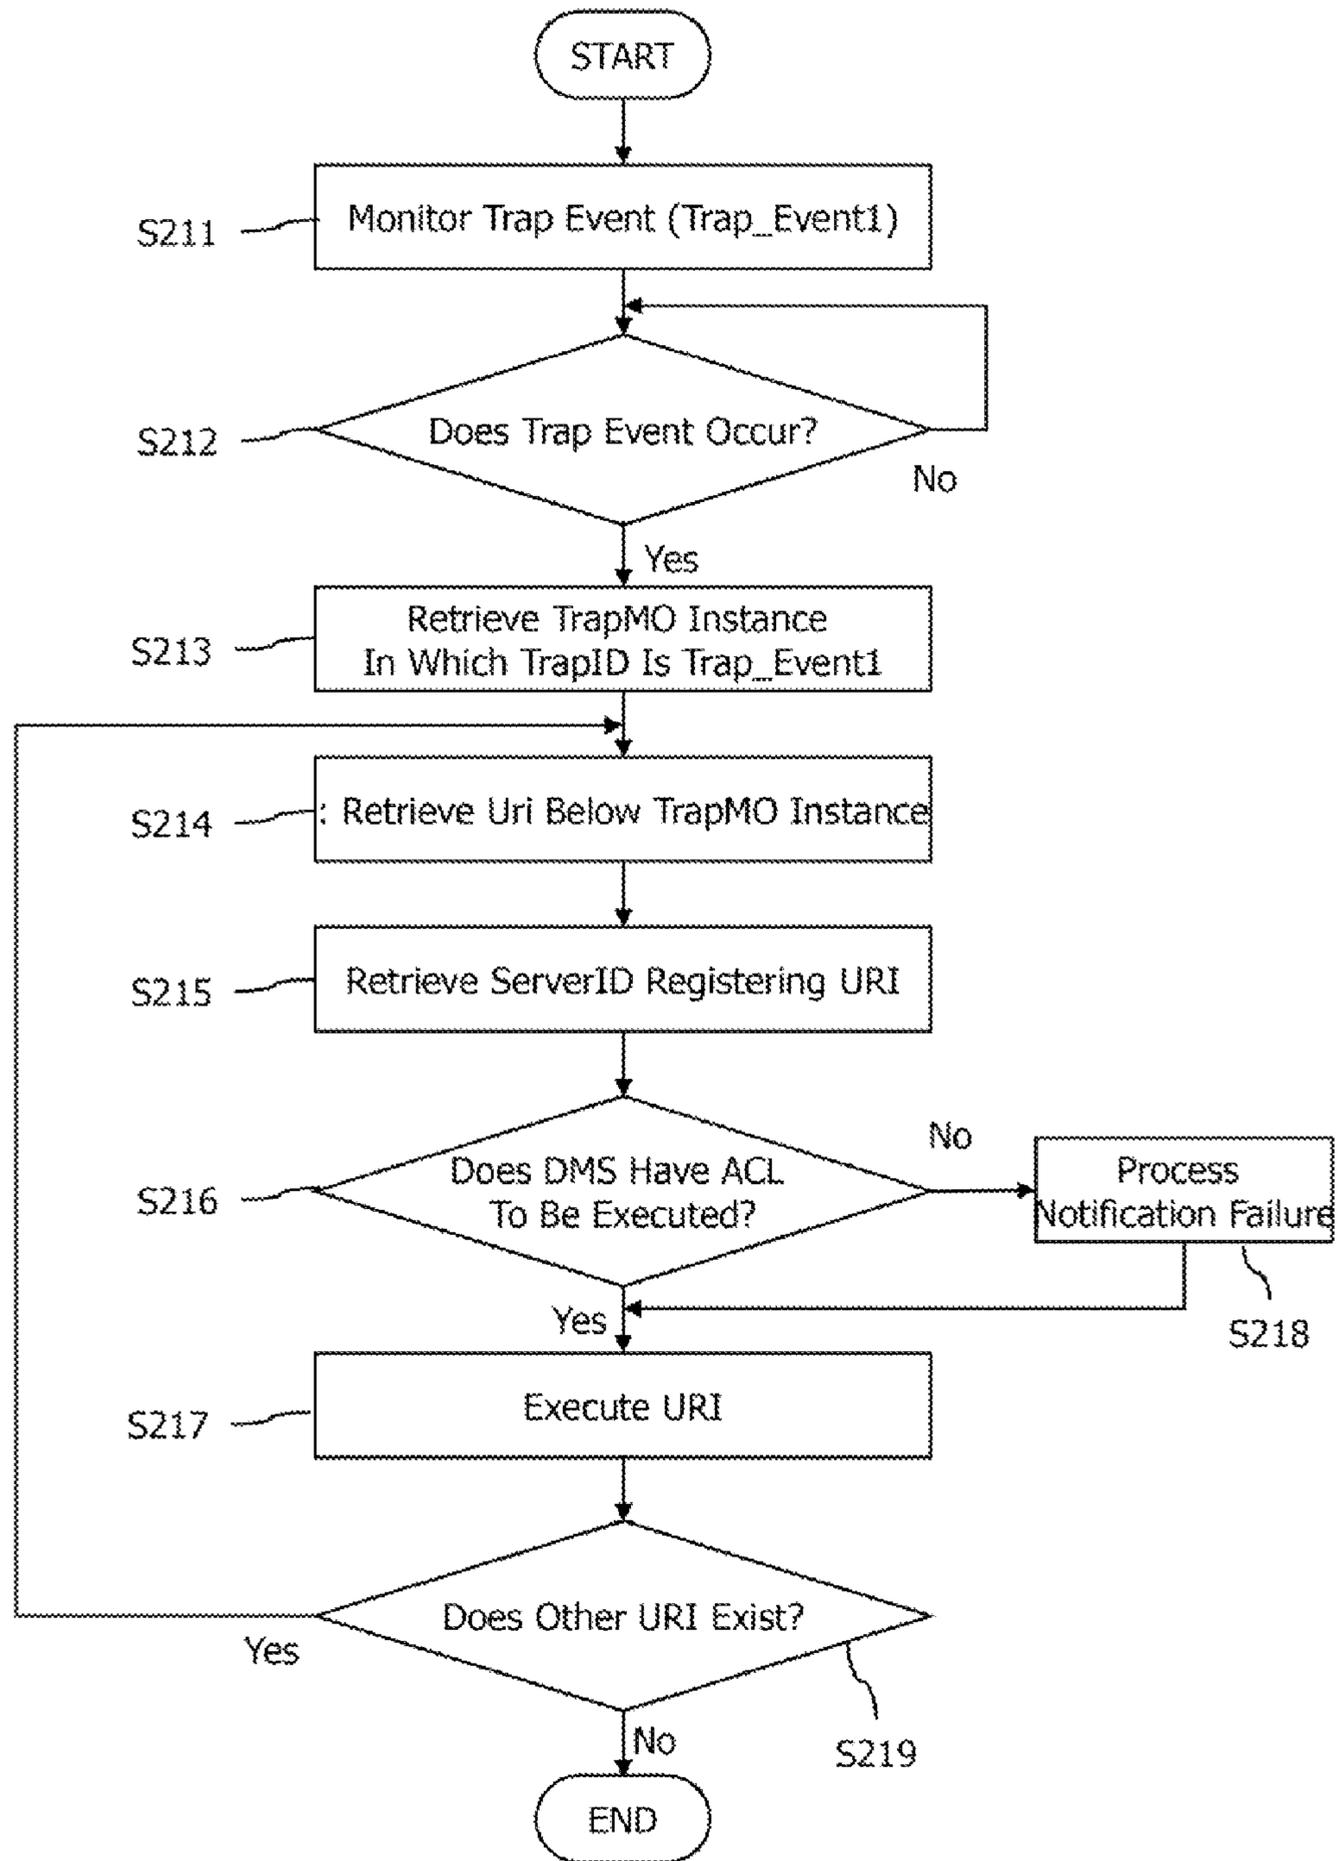 START
S211
Monitor Trap Event (Trap_Event1)
S212
Does Trap Event Occur?
No
Yes
S213
Retrieve TrapMO Instance
In Which TrapID Is Trap_Event1
S214
: Retrieve Uri Below TrapMO Instance
S215
Retrieve ServerID Registering URI
S216
Does DMS Have ACL
To Be Executed?
No
Process
Notification Failure
S218
Yes
S217
Execute URI
Does Other URI Exist?
Yes
S219
No
END